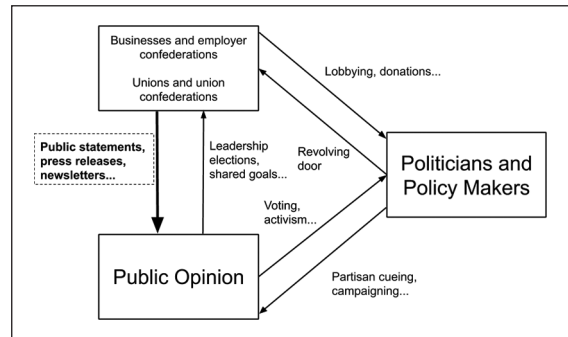 Businesses and employer
confederations
Unions and union
confederations
Lobbying, donations...
Public statements,
press releases,
newsletters...
Leadership
elections,
shared goals...
Revolving
door
Politicians and
Policy Makers
Voting,
activism...
Public Opinion
Partisan cueing,
campaigning...